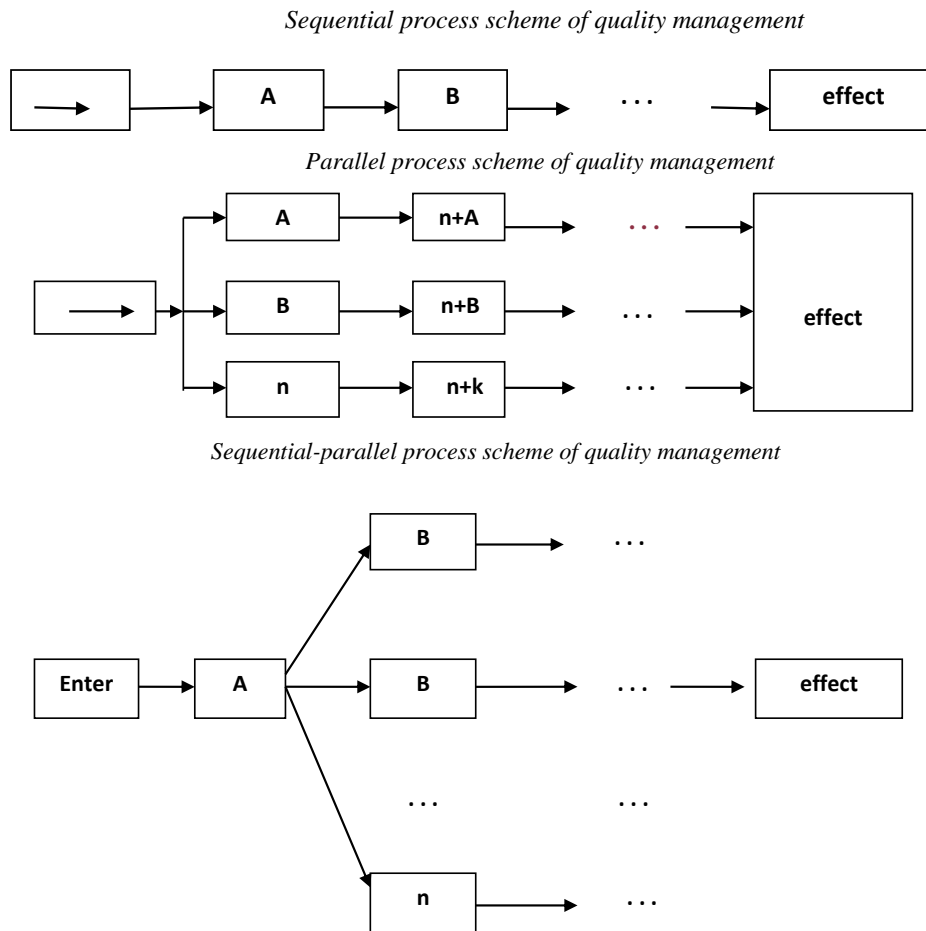 Sequential process scheme of quality management
A B ... effect
Parallel process scheme of quality management
A n+A ...
B n+B ... effect
n n+k ...
Sequential-parallel process scheme of quality management
B ...
Enter A B ... effect
... ...
n ...